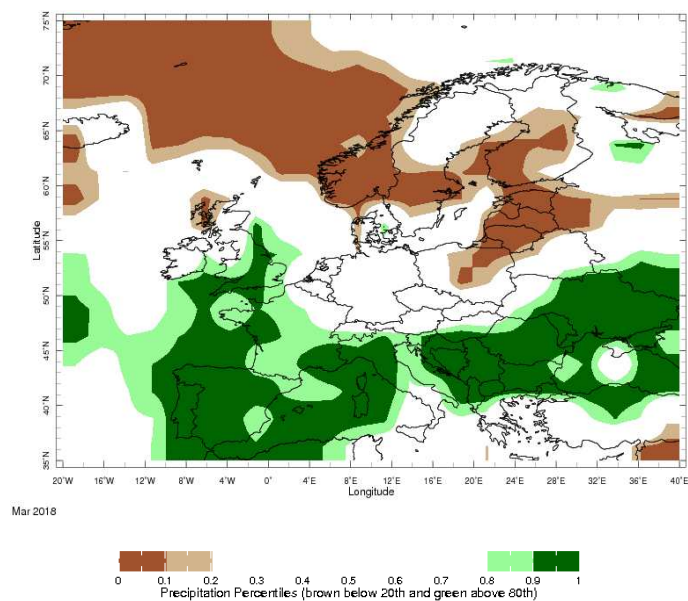 75°N
70°N
65°N
60°N
55°N
50°N
45°N
40°N
35°N
Latitude
20°W 16°W 12°W 8°W 4°W 0° 4°E 8°E 12°E 16°E 20°E 24°E 28°E 32°E 36°E 40°E
Longitude
Mar 2018
0 0.1 0.2 0.3 0.4 0.5 0.6 0.7 0.8 0.9 1
Precipitation Percentiles (brown below 20th and green above 80th)